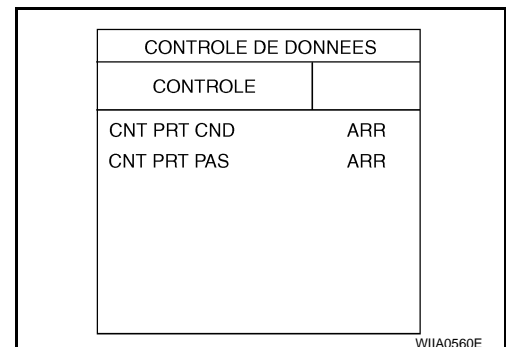 CONTROLE DE DONNEES
CONTROLE
CNT PRT CND ARR
CNT PRT PAS ARR
WIIA0560E